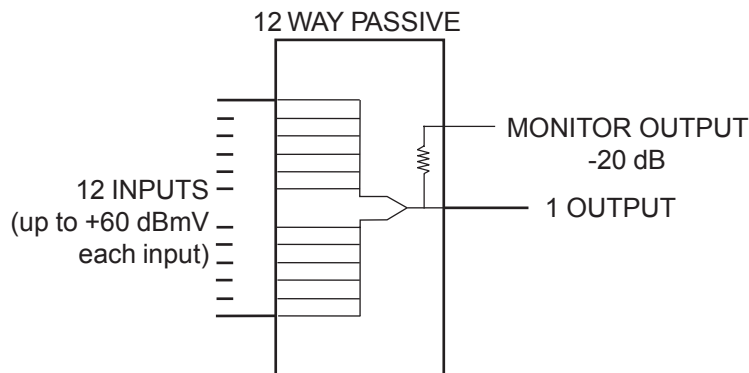 12 WAY PASSIVE
12 INPUTS
(up to +60 dBmV
each input)
MONITOR OUTPUT
-20 dB
1 OUTPUT